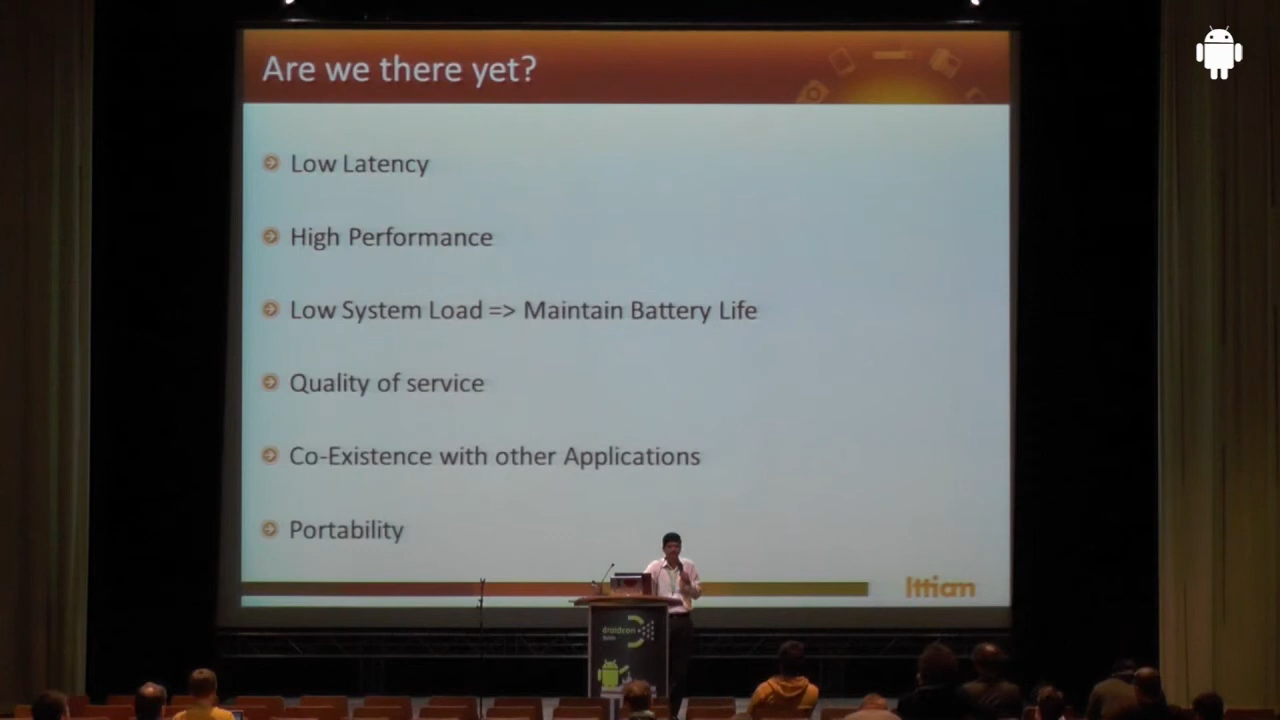 Are we there yet?
Low Latency
High Performance
Low System Load => Maintain Battery Life
Quality of service
Co-Existence with other Applications
Portability
Ittiam
droidcon